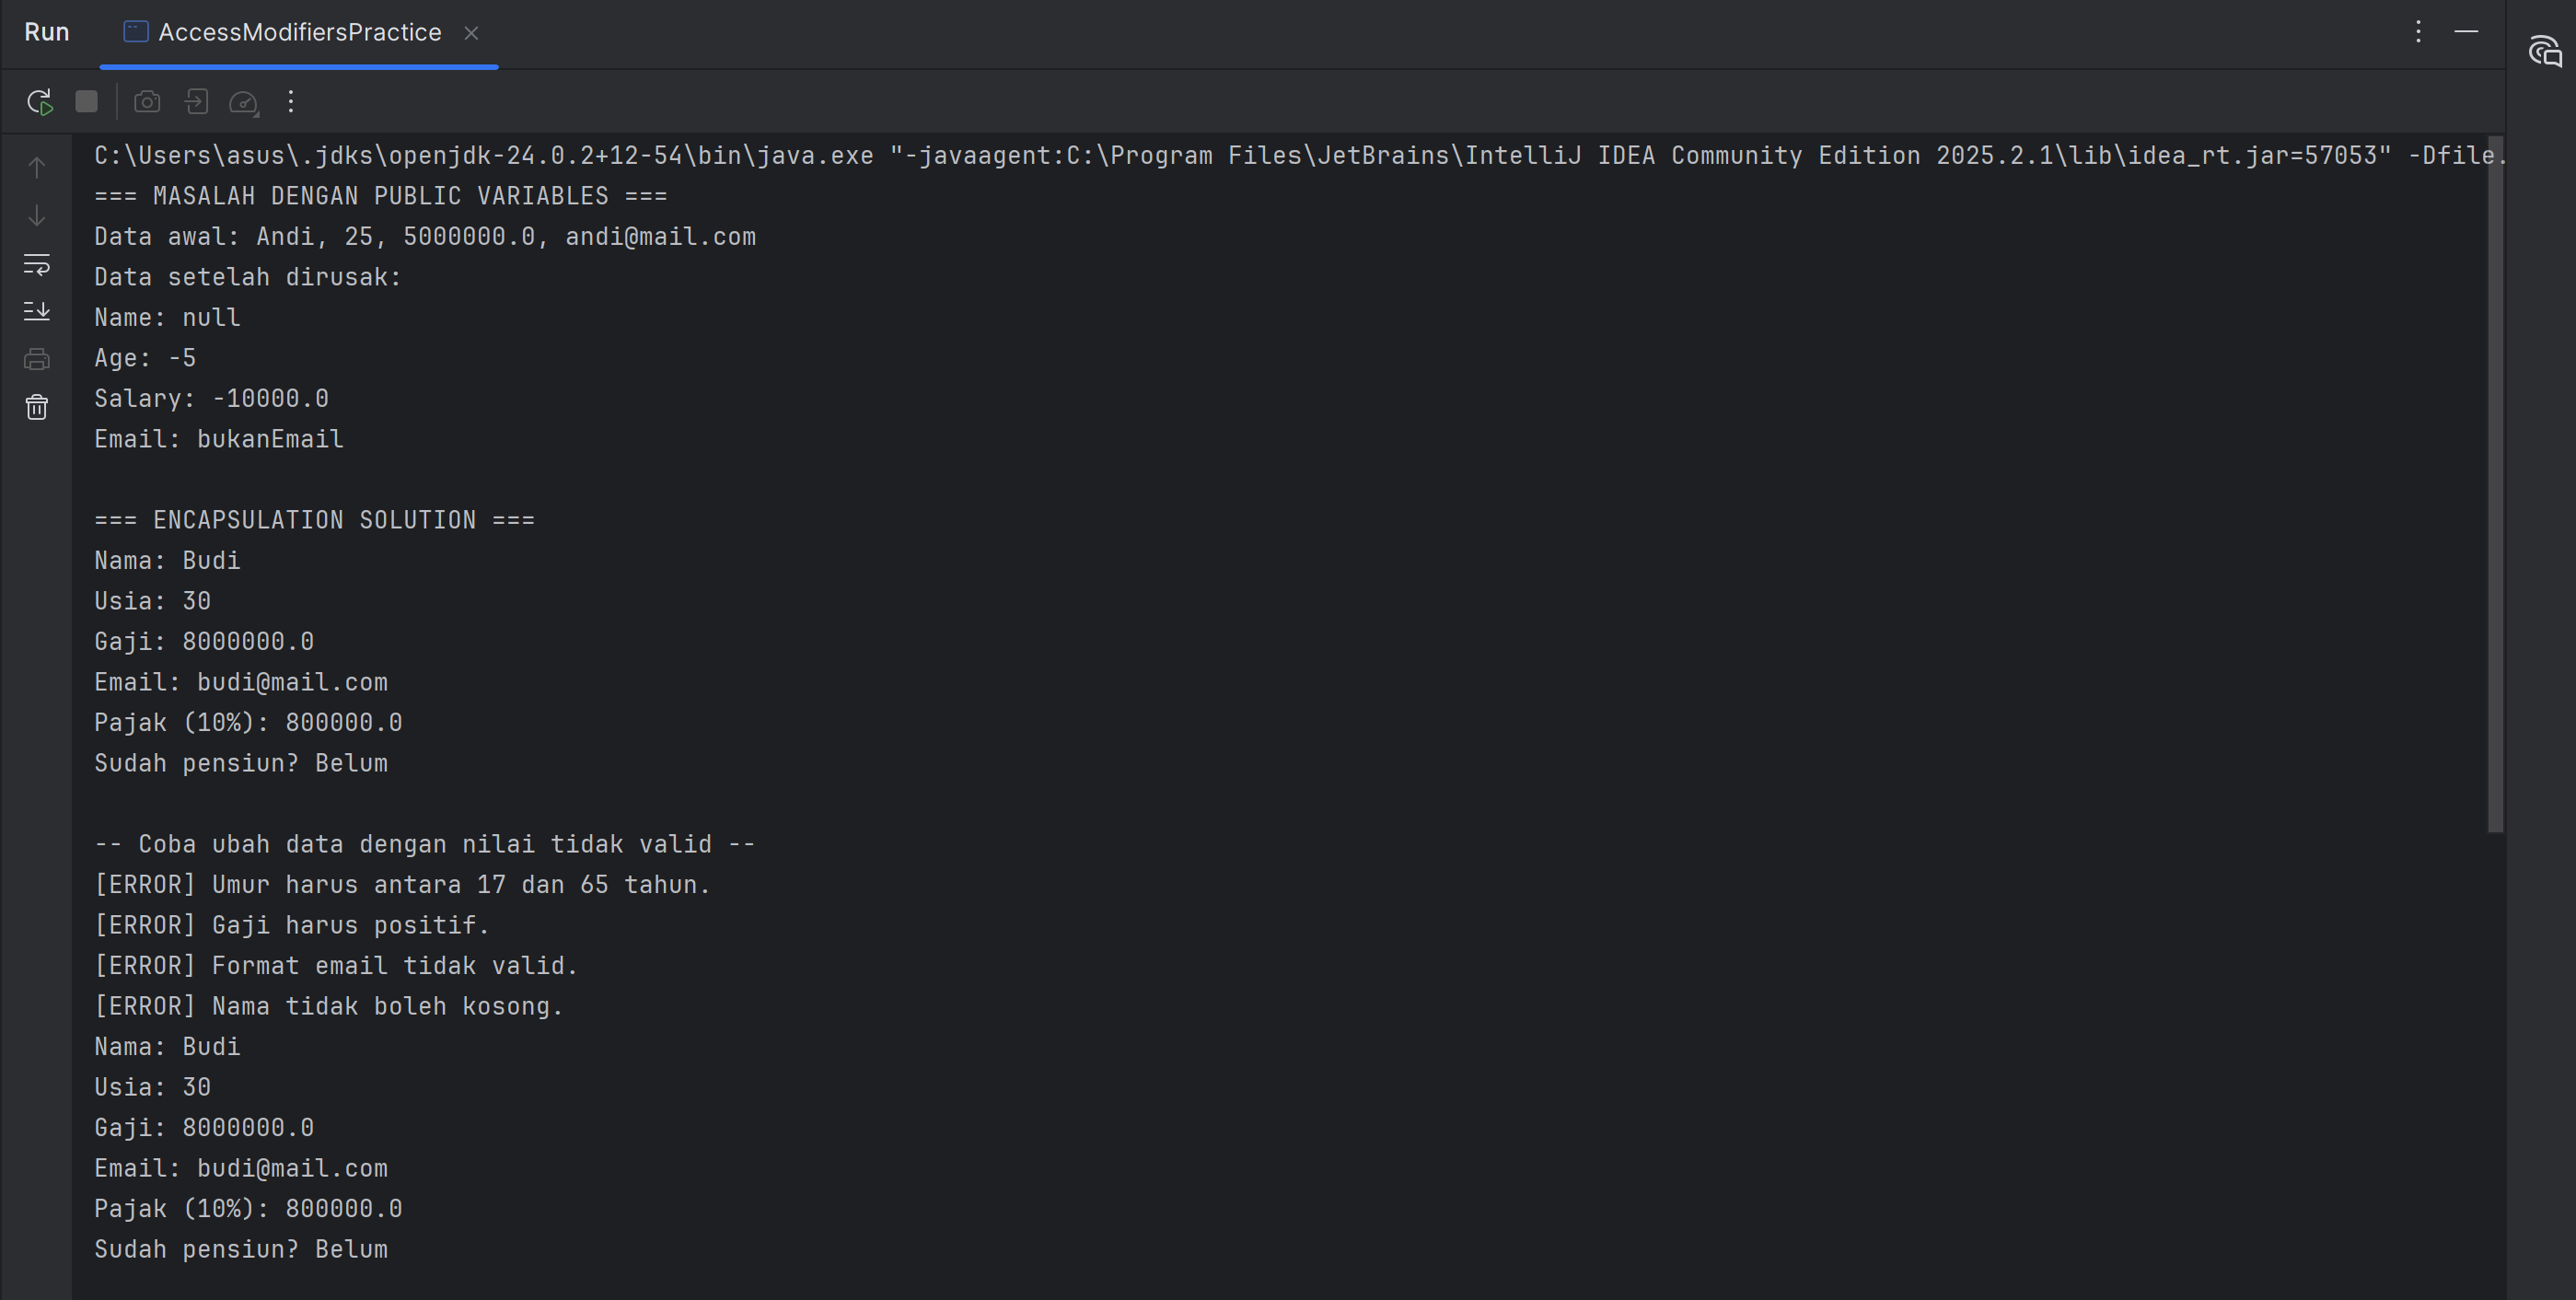 Run AccessModifiersPractice
C:\Users\asus\.jdks\openjdk-24.0.2+12-54\bin\java.exe "-javaagent:C:\Program Files\JetBrains\IntelliJ IDEA Community Edition 2025.2.1\lib\idea_rt.jar=57053" -Dfile.
=== MASALAH DENGAN PUBLIC VARIABLES ===
Data awal: Andi, 25, 5000000.0, andi@mail.com
Data setelah dirusak:
Name: null
Age: -5
Salary: -10000.0
Email: bukanEmail
=== ENCAPSULATION SOLUTION ===
Nama: Budi
Usia: 30
Gaji: 8000000.0
Email: budi@mail.com
Pajak (10%): 800000.0
Sudah pensiun? Belum
-- Coba ubah data dengan nilai tidak valid --
[ERROR] Umur harus antara 17 dan 65 tahun.
[ERROR] Gaji harus positif.
[ERROR] Format email tidak valid.
[ERROR] Nama tidak boleh kosong.
Nama: Budi
Usia: 30
Gaji: 8000000.0
Email: budi@mail.com
Pajak (10%): 800000.0
Sudah pensiun? Belum